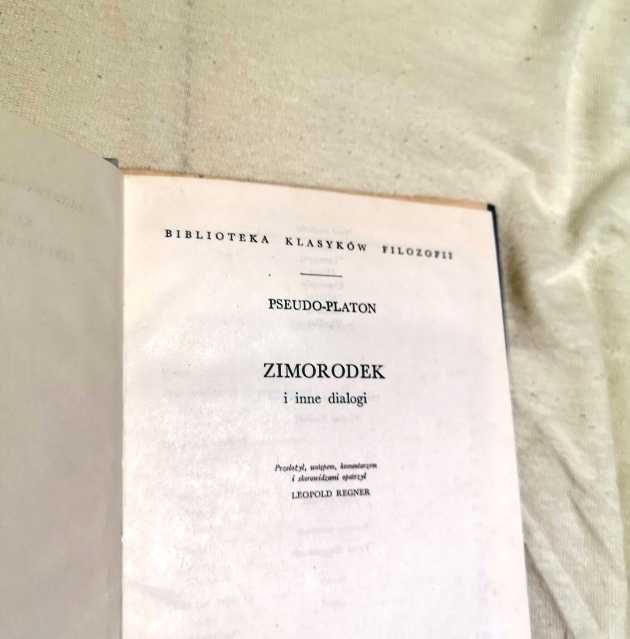 BIBLIOTEKA KLASYKÓW FILOZOFII
PSEUDO-PLATON
ZIMORODEK
i inne dialogi
Przełożył, wstępem, komentarzem
i skorowidzami opatrzył
LEOPOLD REGNER